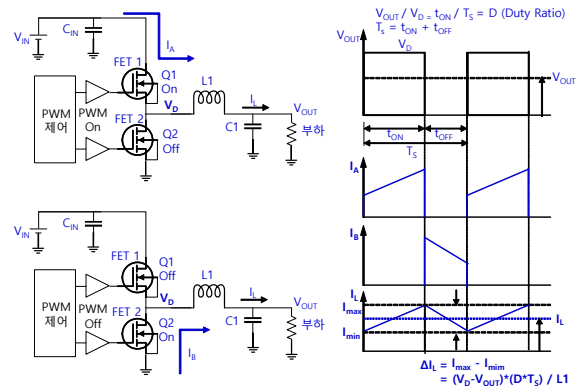 V_IN
C_IN
I_A
FET 1
Q1
On
PWM
제어
PWM
On
V_D
L1
I_L
V_OUT
FET 2
Q2
Off
C1
부하
V_IN
C_IN
FET 1
Q1
Off
PWM
제어
PWM
Off
V_D
L1
I_L
V_OUT
FET 2
Q2
On
C1
부하
I_B
V_OUT / V_D = t_ON / T_S = D (Duty Ratio)
T_s = t_ON + t_OFF
V_OUT
V_D
V_OUT
t_ON
t_OFF
T_S
I_A
I_B
I_L
I_max
I_L
I_min
ΔI_L = I_max - I_mim
= (V_D-V_OUT)*(D*T_S) / L1